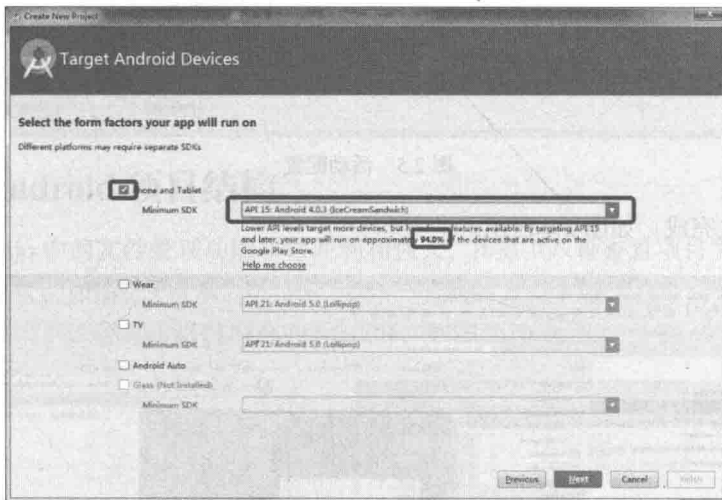 Create New Project
Target Android Devices
Select the form factors your app will run on
Different platforms may require separate SDKs
Phone and Tablet
Minimum SDK
API 15: Android 4.0.3 (IceCreamSandwich)
Lower API levels target more devices, but have fewer features available. By targeting API 15
and later, your app will run on approximately 94.0% of the devices that are active on the
Google Play Store.
Help me choose
Wear
Minimum SDK
API 21: Android 5.0 (Lollipop)
TV
Minimum SDK
API 21: Android 5.0 (Lollipop)
Android Auto
Glass (Not Installed)
Minimum SDK
Previous
Next
Cancel
Finish